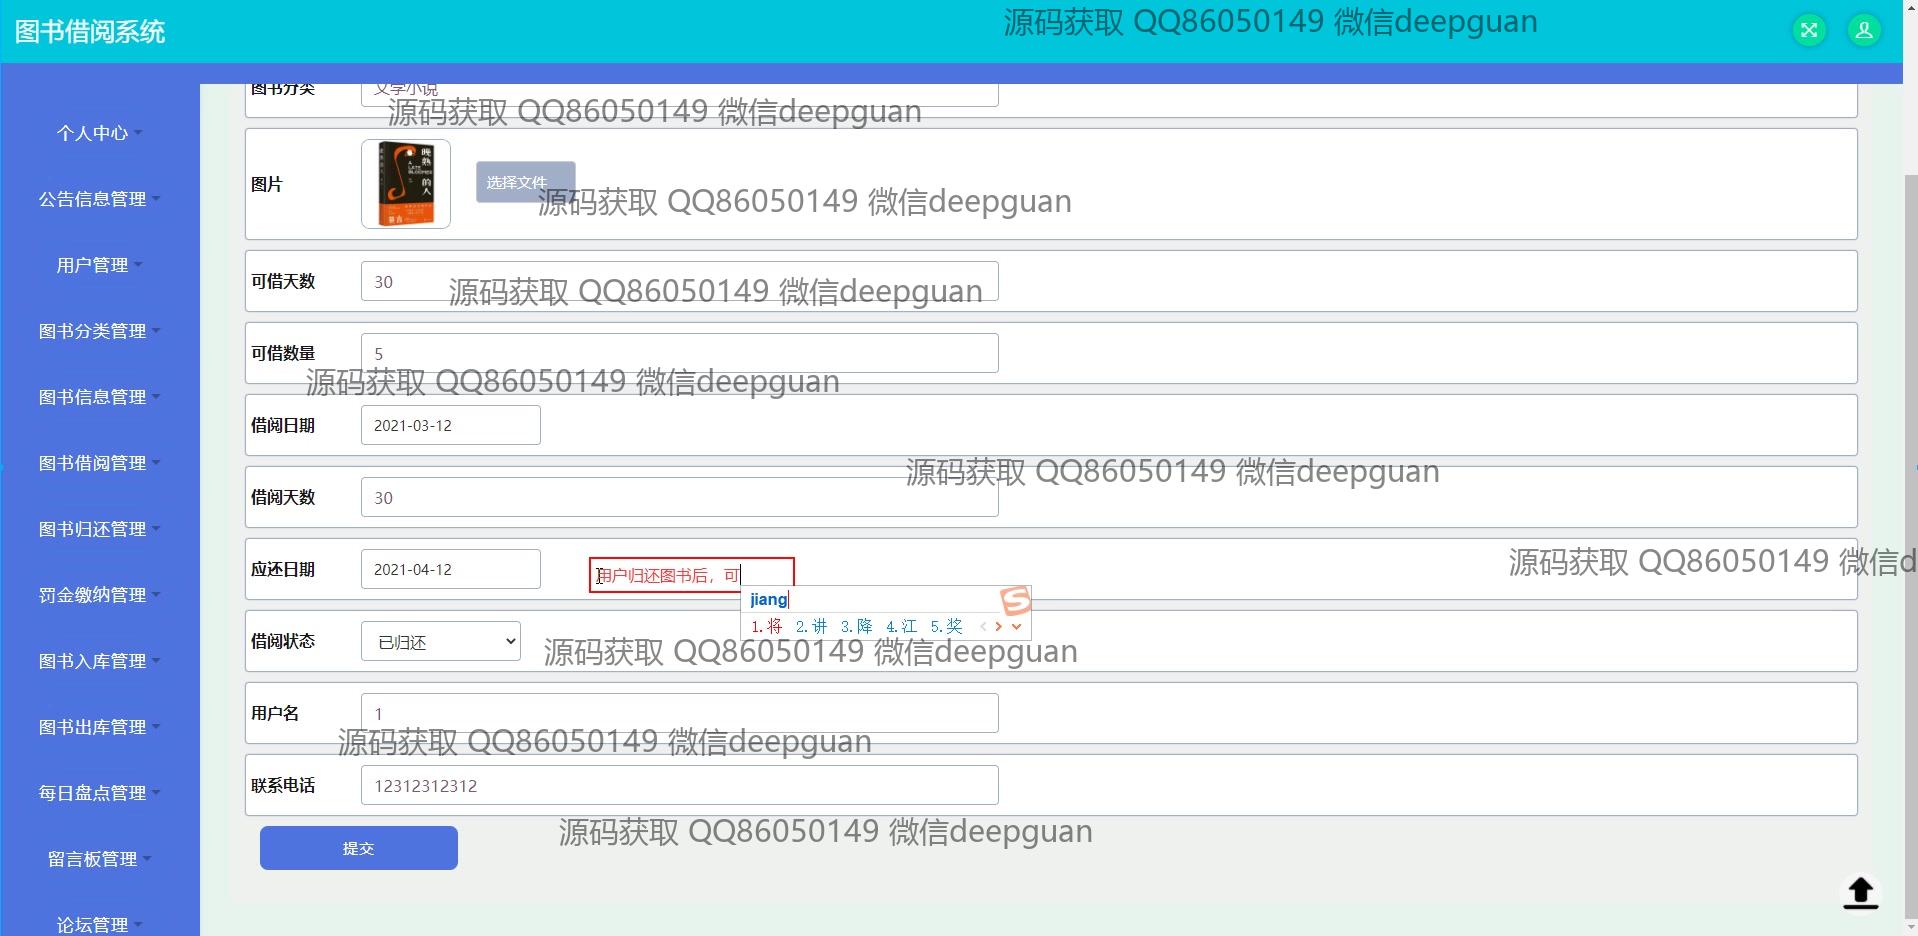 图书借阅系统
源码获取 QQ86050149 微信deepguan
个人中心
公告信息管理
用户管理
图书分类管理
图书信息管理
图书借阅管理
图书归还管理
罚金缴纳管理
图书入库管理
图书出库管理
每日盘点管理
留言板管理
论坛管理
图书分类 文学小说
源码获取 QQ86050149 微信deepguan
图片
晚熟的人
A LATE BLOOMER
莫言
选择文件
源码获取 QQ86050149 微信deepguan
可借天数 30
源码获取 QQ86050149 微信deepguan
可借数量 5
源码获取 QQ86050149 微信deepguan
借阅日期 2021-03-12
源码获取 QQ86050149 微信deepguan
借阅天数 30
应还日期 2021-04-12
用户归还图书后，可
源码获取 QQ86050149 微信d
jiang
1.将 2.讲 3.降 4.江 5.奖
借阅状态 已归还
源码获取 QQ86050149 微信deepguan
用户名 1
源码获取 QQ86050149 微信deepguan
联系电话 12312312312
源码获取 QQ86050149 微信deepguan
提交